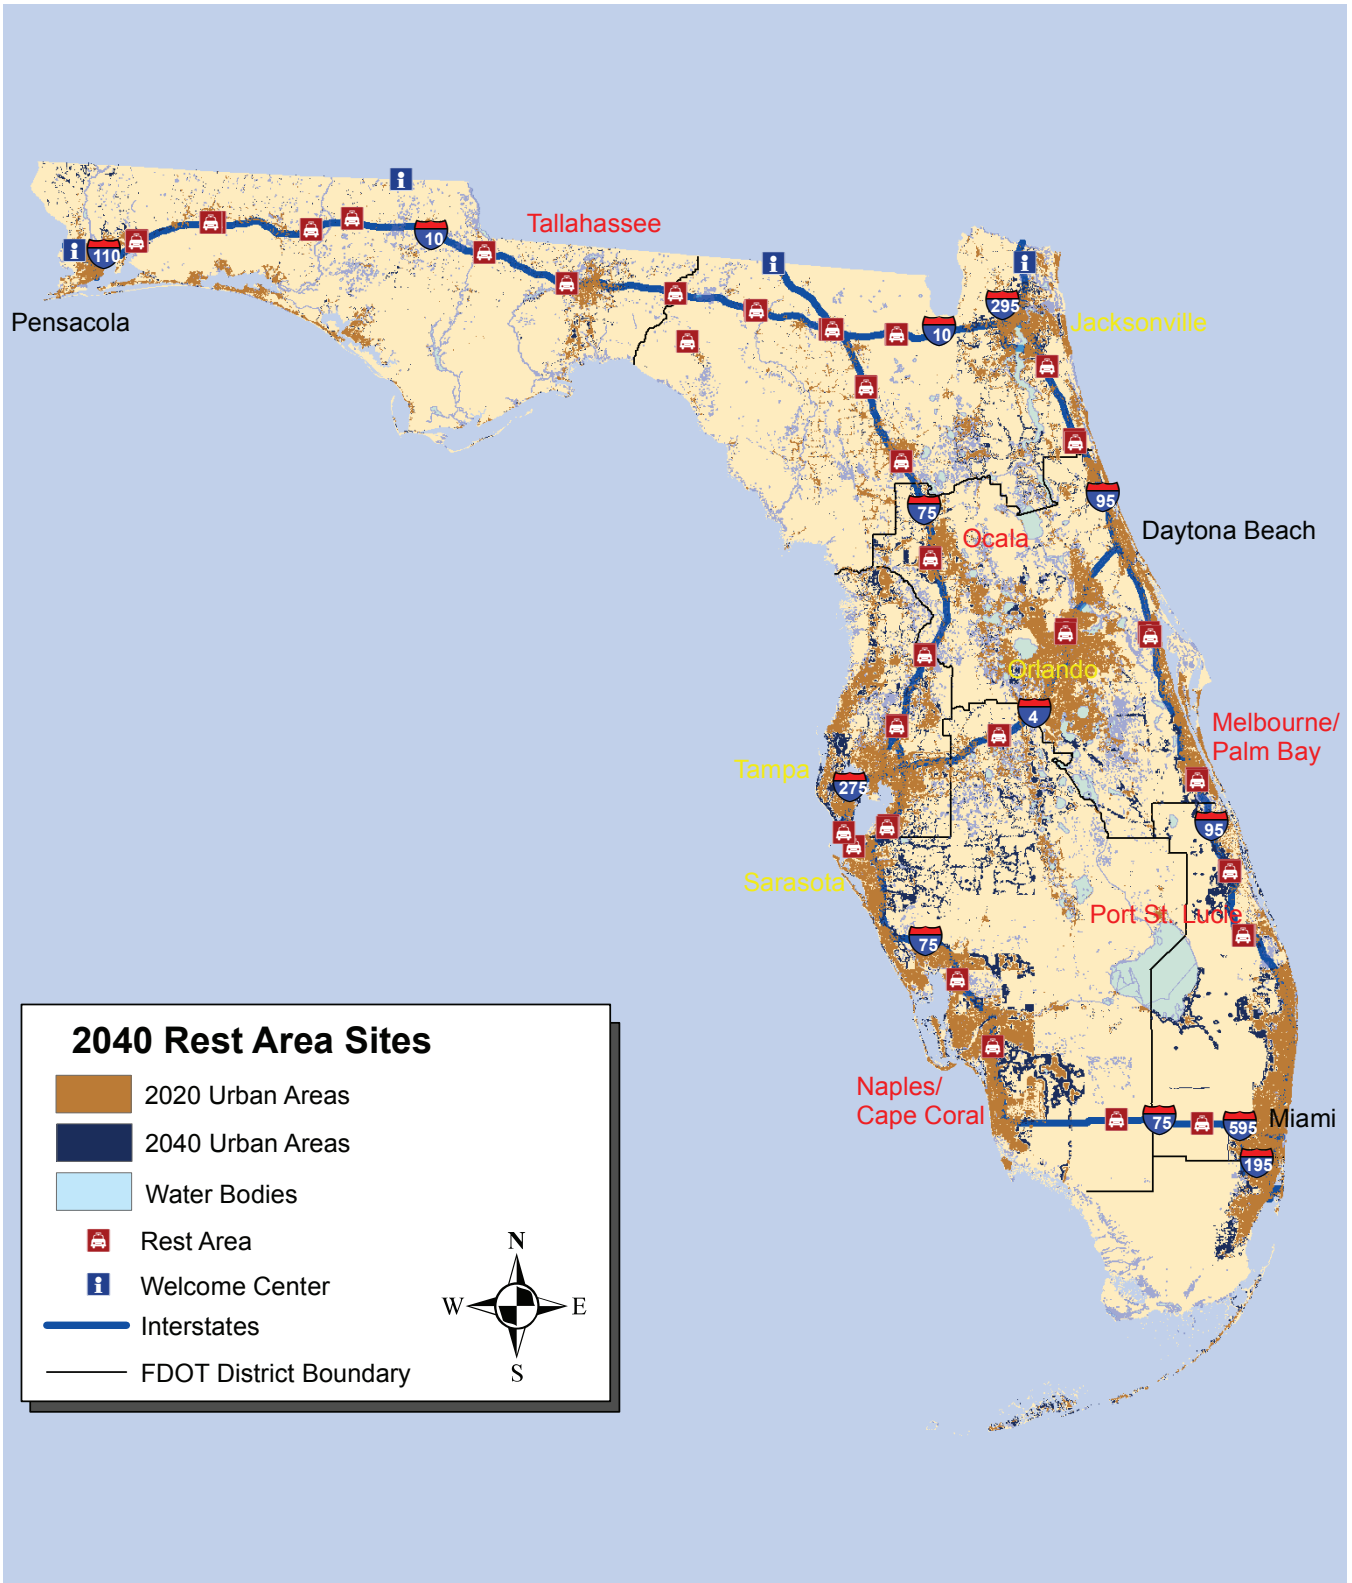 Tallahassee
110
10
295
10
Pensacola
Jacksonville
75
95
Ocala
Daytona Beach
Orlando
4
Melbourne/
Palm Bay
Tampa
275
95
Sarasota
Port St. Lucie
75
Naples/
Cape Coral
75
595
Miami
195
2040 Rest Area Sites
2020 Urban Areas
2040 Urban Areas
Water Bodies
Rest Area
Welcome Center
Interstates
FDOT District Boundary
N
W
E
S